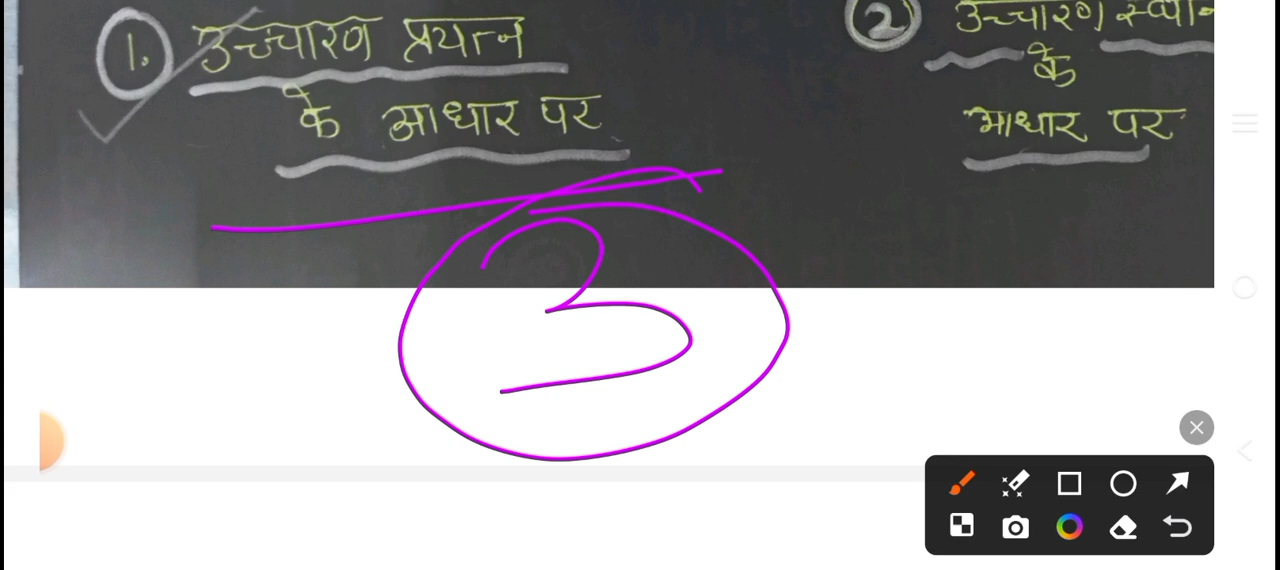 1. उच्चारण प्रयत्न
के आधार पर
2 उच्चारण स्थान
के
आधार पर
3